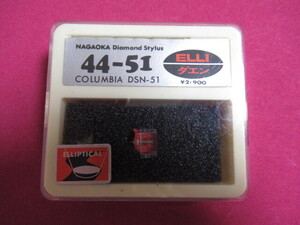 NAGAOKA Diamond Stylus
44-51
COLUMBIA DSN-51
ELLI
ダエン
¥2,900
ELLIPTICAL